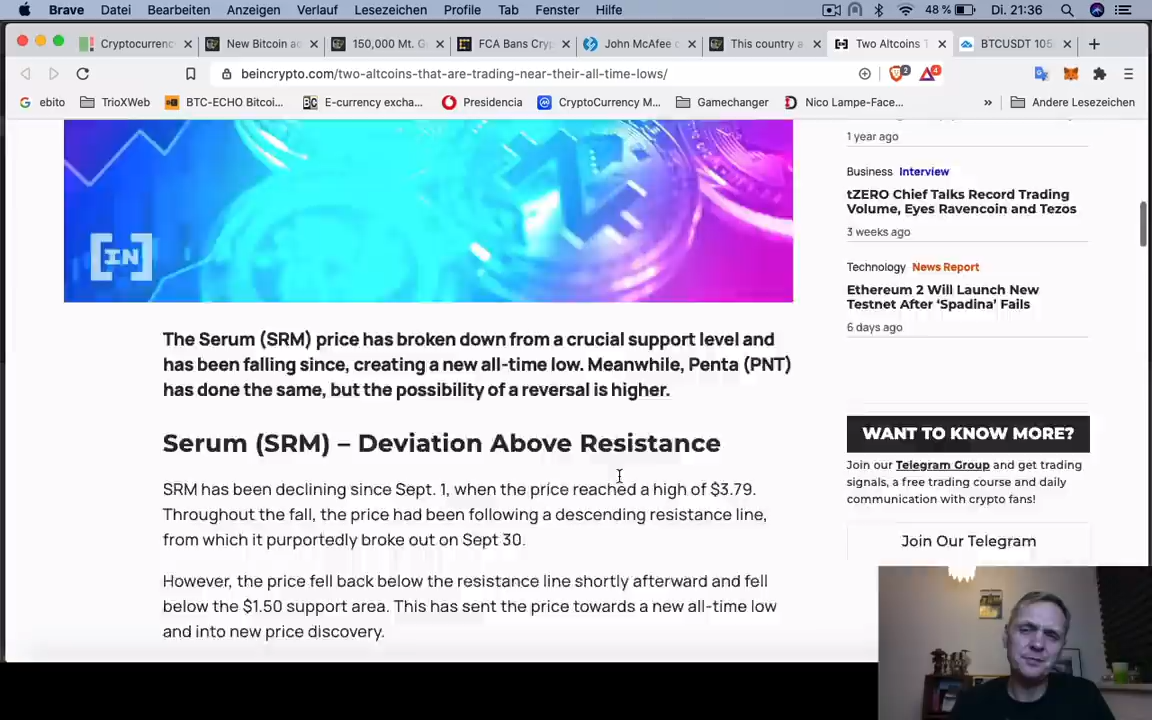 Brave Datei Bearbeiten Anzeigen Verlauf Lesezeichen Profile Tab Fenster Hilfe 48 % Di. 21:36
Cryptocurrenc New Bitcoin ac 150,000 Mt. G FCA Bans Cryp John McAfee c This country a Two Altcoins T BTCUSDT 105
beincrypto.com/two-altcoins-that-are-trading-near-their-all-time-lows/ 2 4
ebito TrioXWeb BTC-ECHO Bitcoi... E-currency excha... Presidencia CryptoCurrency M... Gamechanger Nico Lampe-Face... » Andere Lesezeichen
1 year ago
Business Interview
tZERO Chief Talks Record Trading
Volume, Eyes Ravencoin and Tezos
3 weeks ago
Technology News Report
Ethereum 2 Will Launch New
Testnet After ‘Spadina’ Fails
6 days ago
[IN]
The Serum (SRM) price has broken down from a crucial support level and
has been falling since, creating a new all-time low. Meanwhile, Penta (PNT)
has done the same, but the possibility of a reversal is higher.
Serum (SRM) – Deviation Above Resistance
SRM has been declining since Sept. 1, when the price reached a high of $3.79.
Throughout the fall, the price had been following a descending resistance line,
from which it purportedly broke out on Sept 30.
However, the price fell back below the resistance line shortly afterward and fell
below the $1.50 support area. This has sent the price towards a new all-time low
and into new price discovery.
WANT TO KNOW MORE?
Join our Telegram Group and get trading
signals, a free trading course and daily
communication with crypto fans!
Join Our Telegram